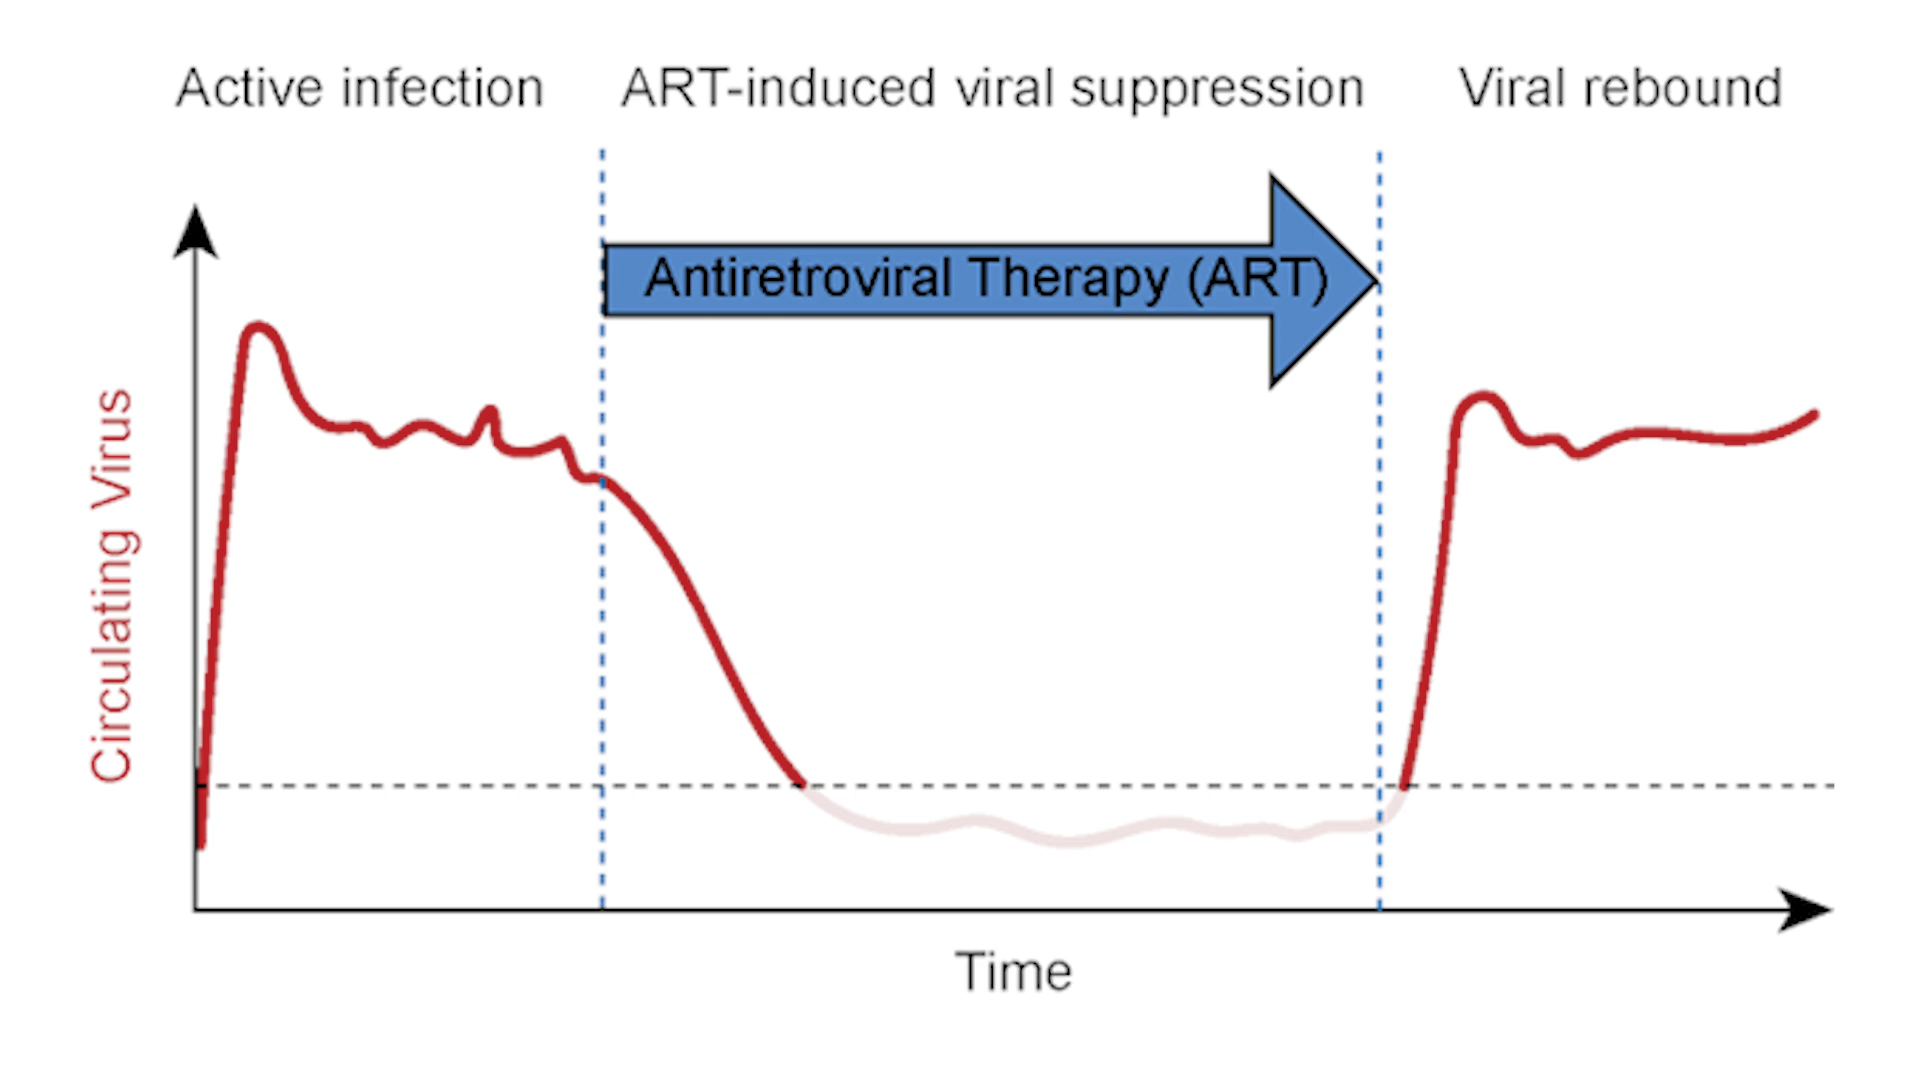 Active infection
ART-induced viral suppression
Viral rebound
Antiretroviral Therapy (ART)
Circulating Virus
Time